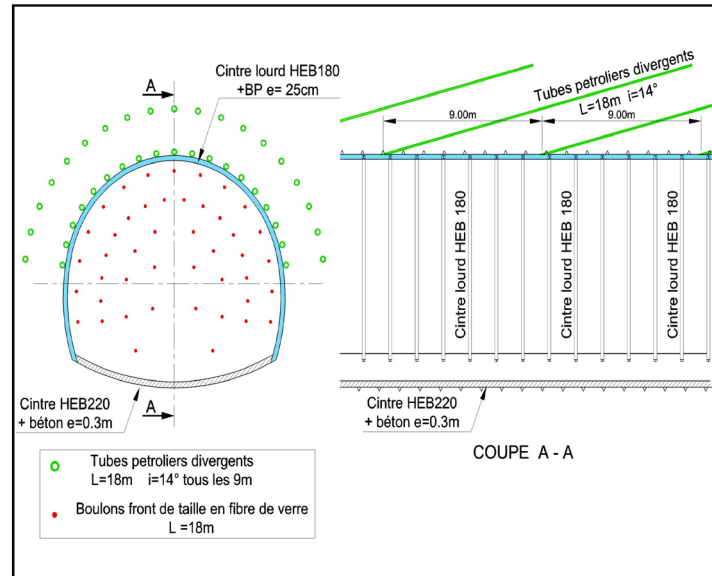 A
Cintre lourd HEB180
+BP e= 25cm
A
Cintre HEB220
+ béton e=0.3m
Tubes petroliers divergents
L=18m i=14° tous les 9m
Boulons front de taille en fibre de verre
L =18m
Tubes petroliers divergents
L=18m i=14°
9.00m
9.00m
Cintre lourd HEB 180
Cintre lourd HEB 180
Cintre lourd HEB 180
Cintre HEB220
+ béton e=0.3m
COUPE A - A